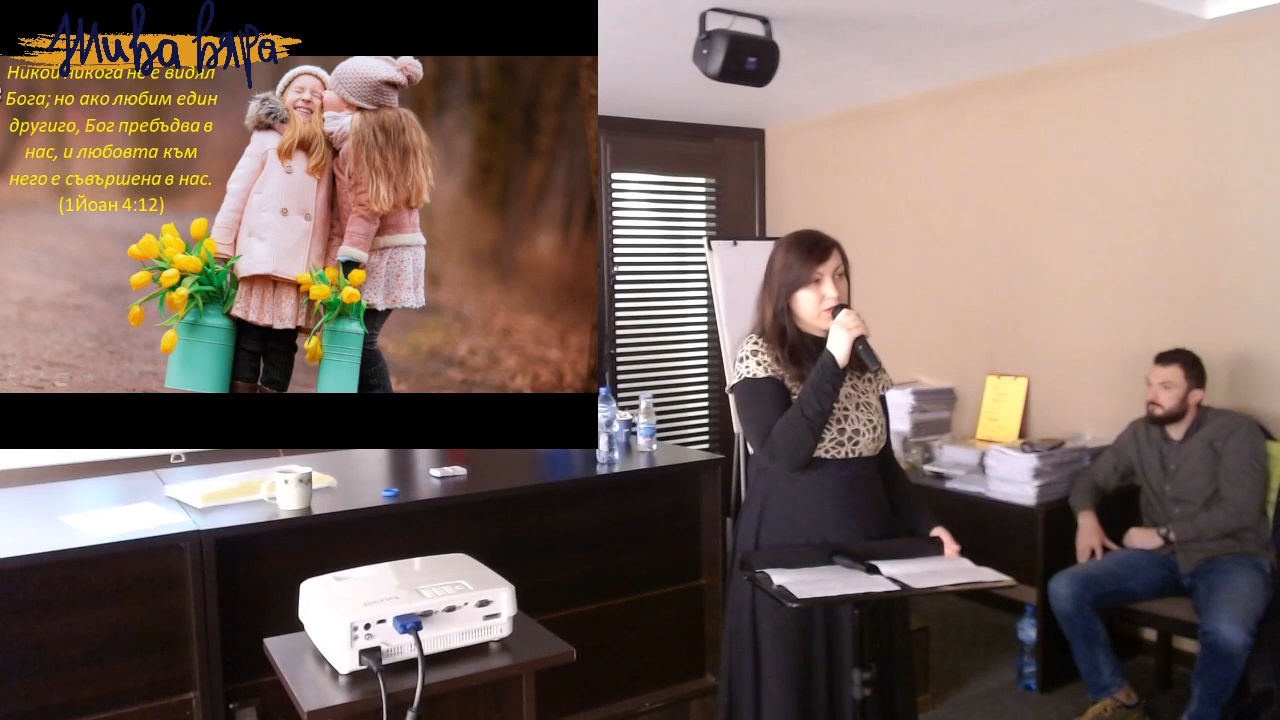 Жива вяра
Никой никога не е видял
Бога; но ако любим един
другиго, Бог пребъдва в
нас, и любовта към
него е съвършена в нас.
(1Йоан 4:12)
BenQ